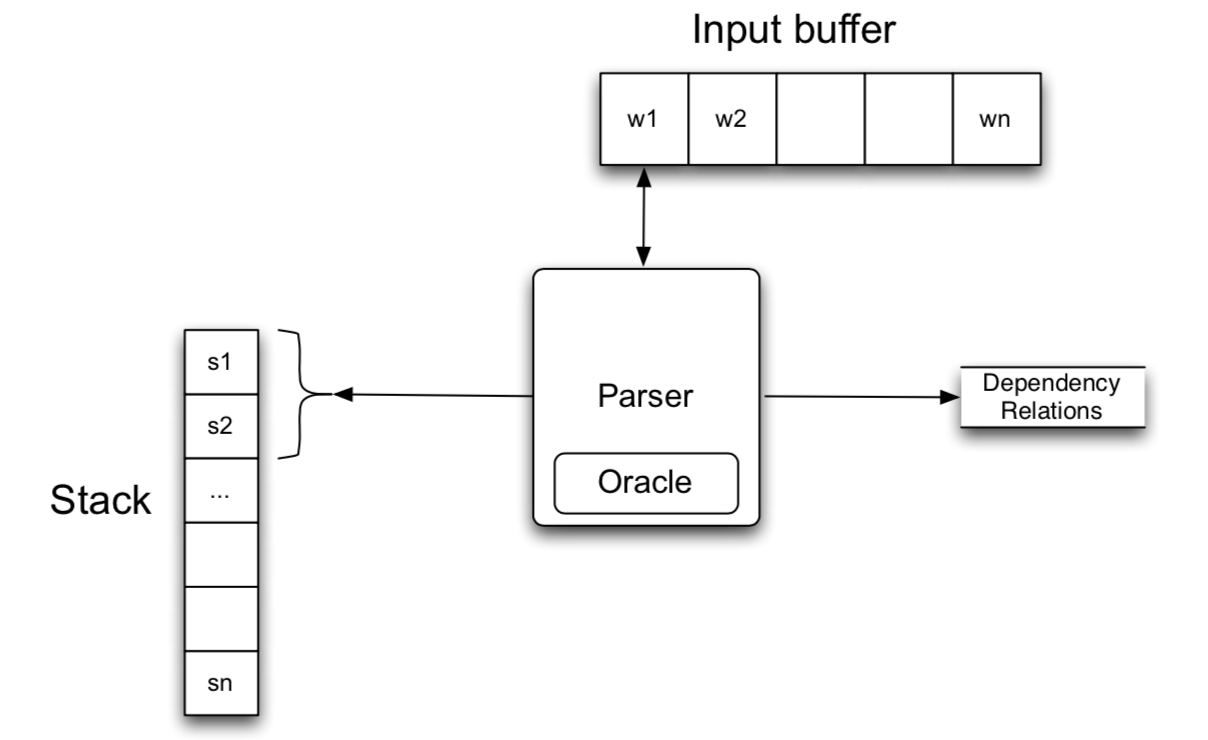 Input buffer
w1
w2
wn
s1
s2
...
sn
Stack
Parser
Oracle
Dependency
Relations